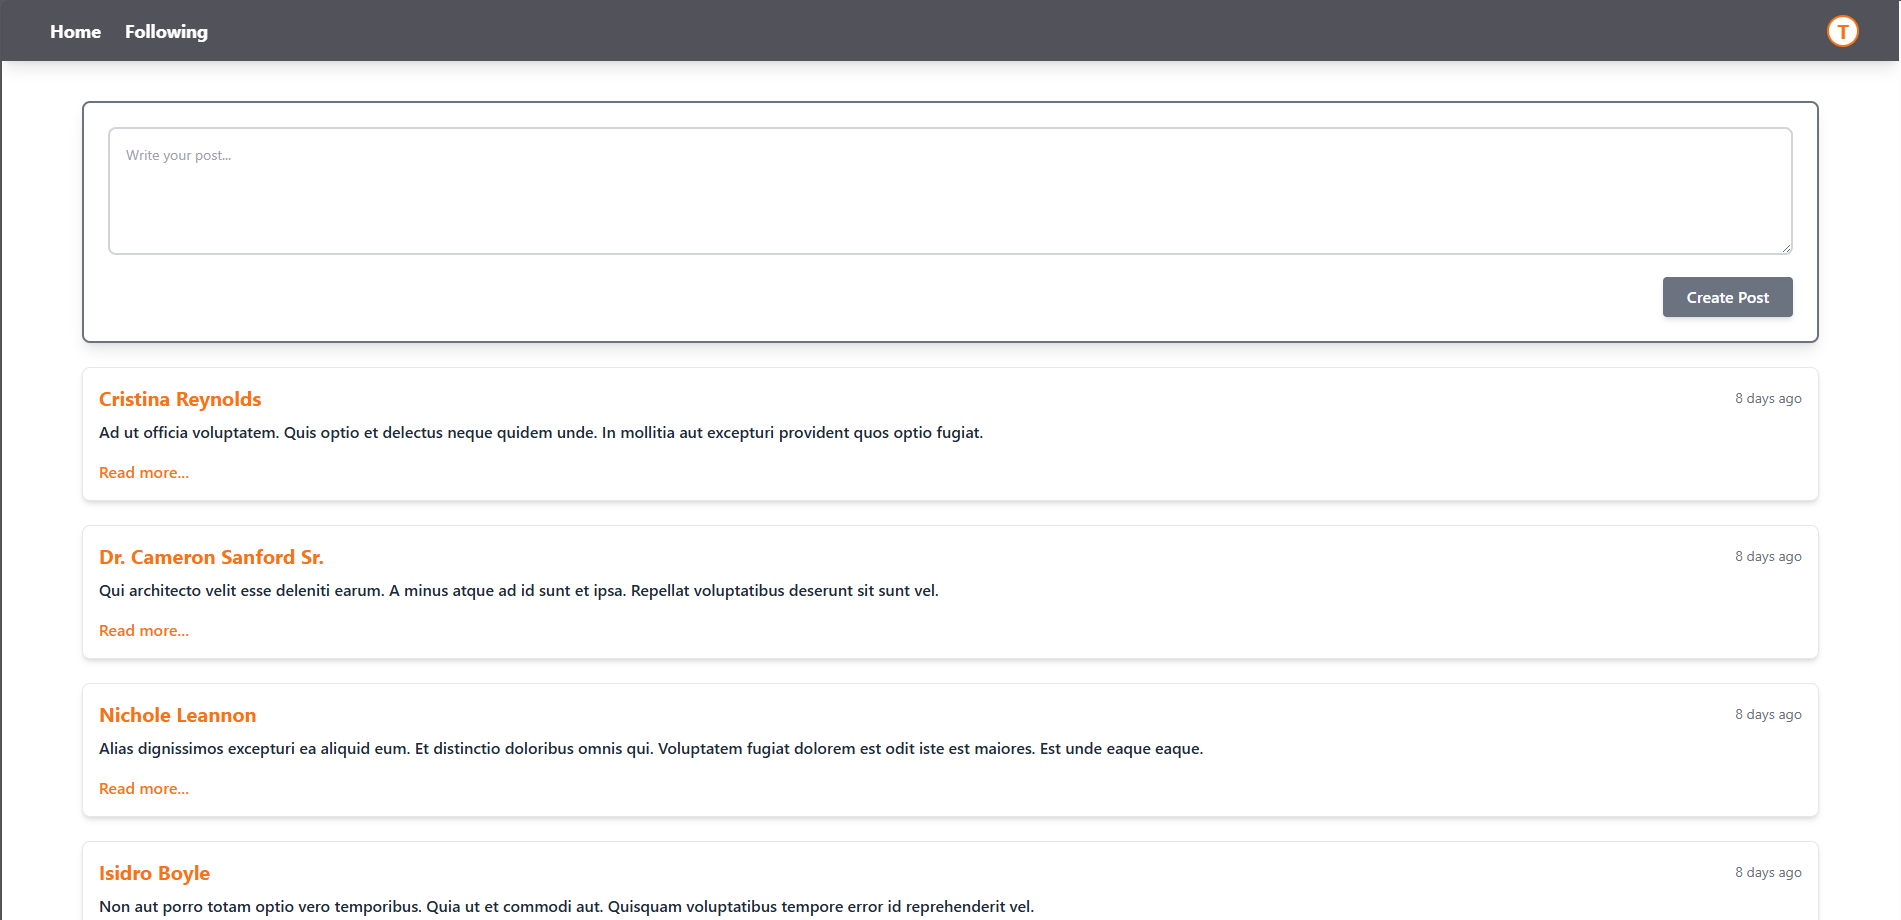 Home Following T
Write your post...
Create Post
Cristina Reynolds 8 days ago
Ad ut officia voluptatem. Quis optio et delectus neque quidem unde. In mollitia aut excepturi provident quos optio fugiat.
Read more...
Dr. Cameron Sanford Sr. 8 days ago
Qui architecto velit esse deleniti earum. A minus atque ad id sunt et ipsa. Repellat voluptatibus deserunt sit sunt vel.
Read more...
Nichole Leannon 8 days ago
Alias dignissimos excepturi ea aliquid eum. Et distinctio doloribus omnis qui. Voluptatem fugiat dolorem est odit iste est maiores. Est unde eaque eaque.
Read more...
Isidro Boyle 8 days ago
Non aut porro totam optio vero temporibus. Quia ut et commodi aut. Quisquam voluptatibus tempore error id reprehenderit vel.